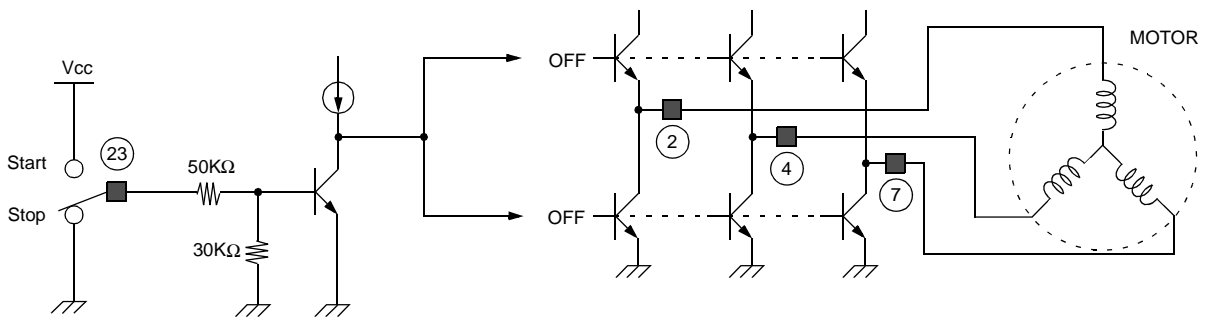 Vcc
Start
23
Stop
50KΩ
30KΩ
OFF
OFF
2
4
7
MOTOR